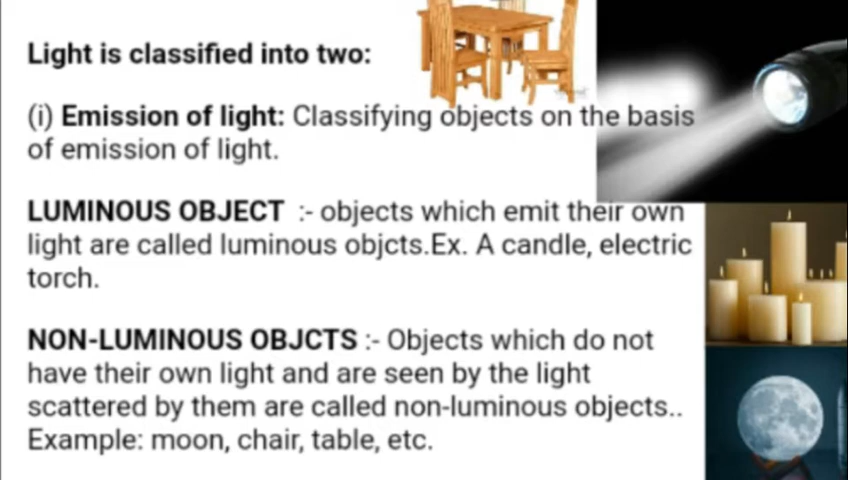 Light is classified into two:
(i) Emission of light: Classifying objects on the basis
of emission of light.
LUMINOUS OBJECT :- objects which emit their own
light are called luminous objcts.Ex. A candle, electric
torch.
NON-LUMINOUS OBJCTS :- Objects which do not
have their own light and are seen by the light
scattered by them are called non-luminous objects..
Example: moon, chair, table, etc.